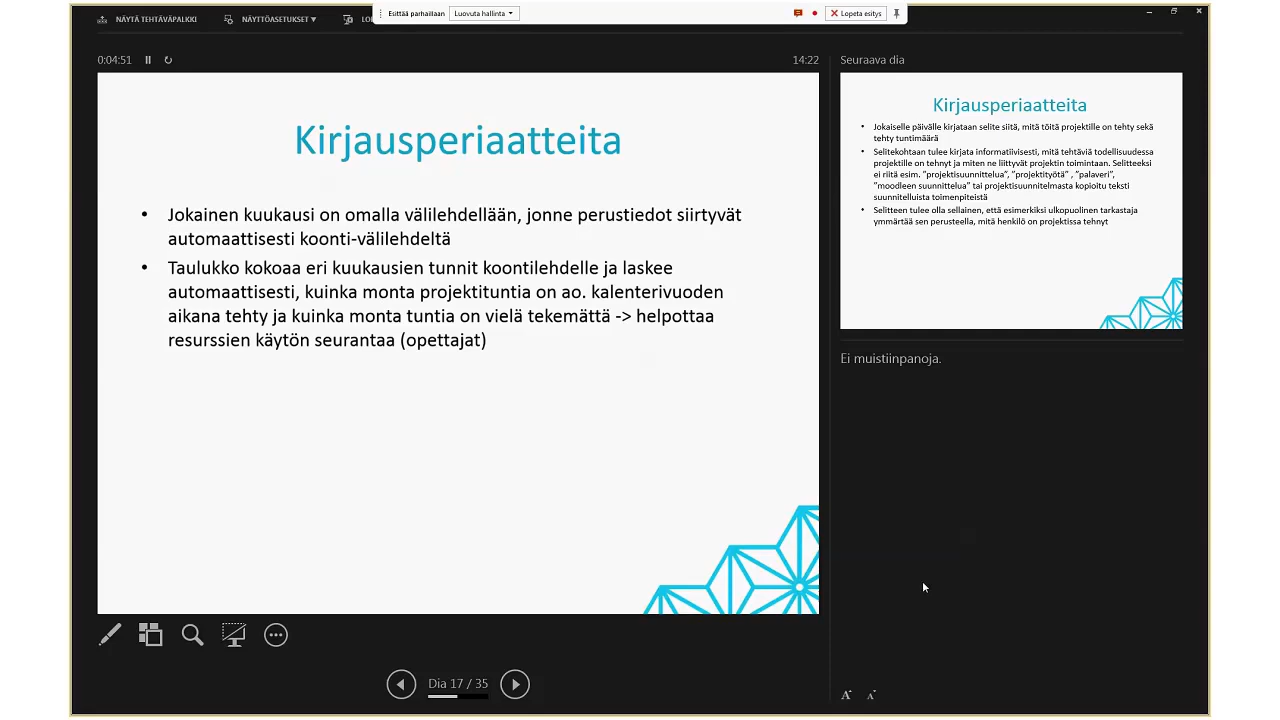 NÄYTÄ TEHTÄVÄPALKKI
NÄYTTÖASETUKSET ▼
Esittää parhaillaan
Luovuta hallinta
Lopeta esitys
0:04:51
14:22
Kirjausperiaatteita
• Jokainen kuukausi on omalla välilehdellään, jonne perustiedot siirtyvät
automaattisesti koonti-välilehdeltä
• Taulukko kokoaa eri kuukausien tunnit koontilehdelle ja laskee
automaattisesti, kuinka monta projektituntia on ao. kalenterivuoden
aikana tehty ja kuinka monta tuntia on vielä tekemättä -> helpottaa
resurssien käytön seurantaa (opettajat)
Dia 17 / 35
Seuraava dia
Kirjausperiaatteita
• Jokaiselle päivälle kirjataan selite siitä, mitä töitä projektille on tehty sekä
tehty tuntimäärä
• Selitekohtaan tulee kirjata informatiivisesti, mitä tehtäviä todellisuudessa
projektille on tehnyt ja miten ne liittyvät projektin toimintaan. Selitteeksi
ei riitä esim. ”projektisuunnittelua”, ”projektityötä” , ”palaveri”,
”moodleen suunnittelua” tai projektisuunnitelmasta kopioitu teksti
suunnitelluista toimenpiteistä
• Selitteen tulee olla sellainen, että esimerkiksi ulkopuolinen tarkastaja
ymmärtää sen perusteella, mitä henkilö on projektissa tehnyt
Ei muistiinpanoja.
A A